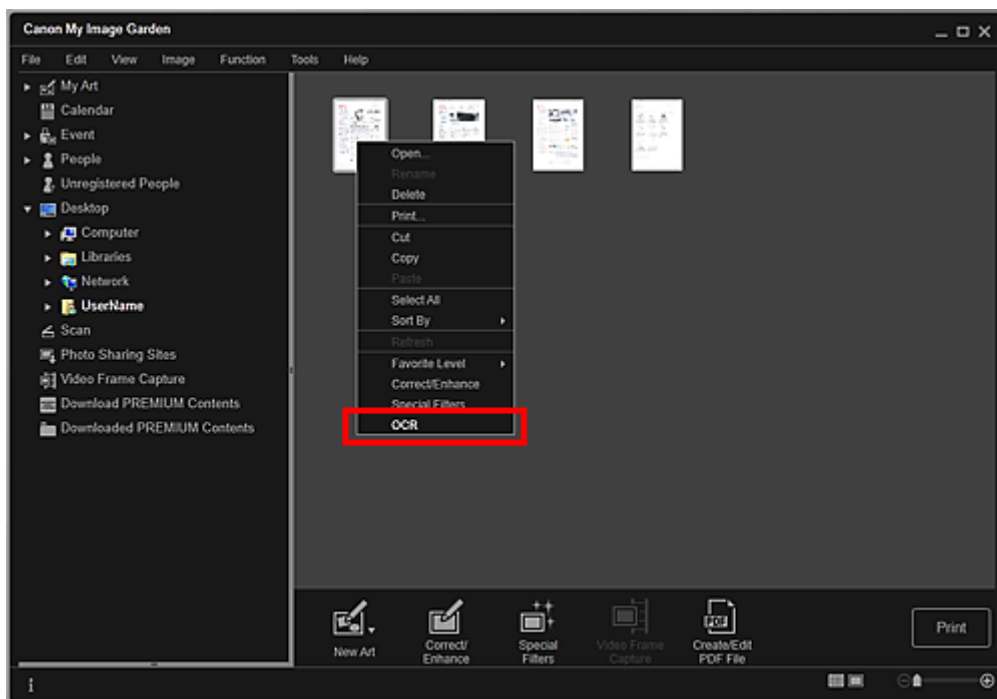 Canon My Image Garden
File Edit View Image Function Tools Help
My Art
Calendar
Event
People
Unregistered People
Desktop
Computer
Libraries
Network
UserName
Scan
Photo Sharing Sites
Video Frame Capture
Download PREMIUM Contents
Downloaded PREMIUM Contents
Open...
Rename
Delete
Print...
Cut
Copy
Paste
Select All
Sort By
Refresh
Favorite Level
Correct/Enhance
Special Filters
OCR
New Art
Correct/
Enhance
Special
Filters
Video Frame
Capture
PDF
Create/Edit
PDF File
Print